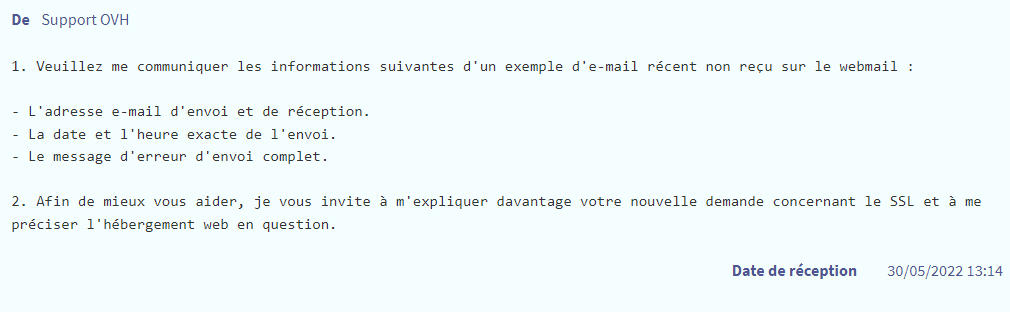 De Support OVH
1. Veuillez me communiquer les informations suivantes d'un exemple d'e-mail récent non reçu sur le webmail :
- L'adresse e-mail d'envoi et de réception.
- La date et l'heure exacte de l'envoi.
- Le message d'erreur d'envoi complet.
2. Afin de mieux vous aider, je vous invite à m'expliquer davantage votre nouvelle demande concernant le SSL et à me
préciser l'hébergement web en question.
Date de réception 30/05/2022 13:14